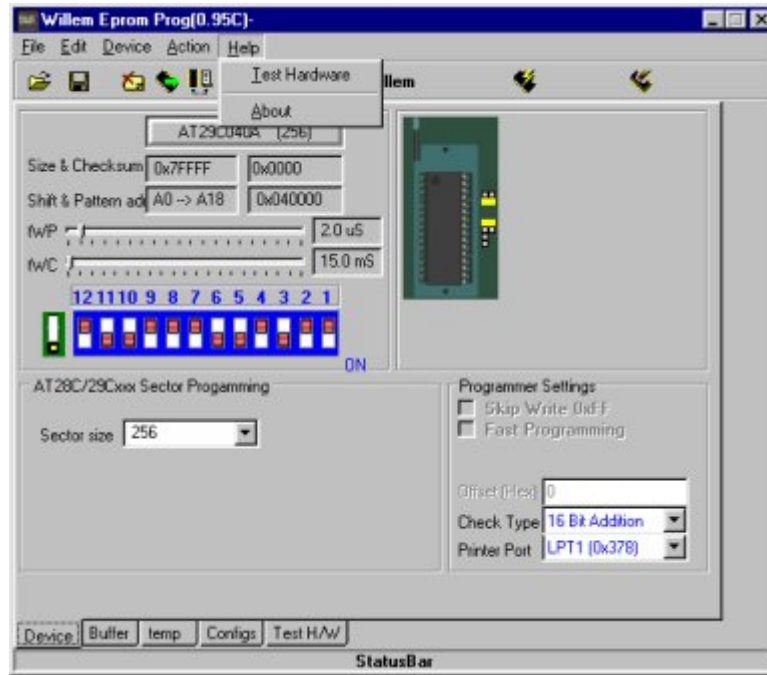 Willem Eprom Prog(0.95C)-
File Edit Device Action Help
Test Hardware
About
llem
AT29C040A (256)
Size & Checksum 0x7FFFF 0x0000
Shift & Pattern add A0 --> A18 0x040000
tWP 2.0 uS
tWC 15.0 mS
12 11 10 9 8 7 6 5 4 3 2 1
ON
AT28C/29Cxxx Sector Progamming
Sector size 256
Programmer Settings
Skip Write 0xFF
Fast Programming
Offset (Hex) 0
Check Type 16 Bit Addition
Printer Port LPT1 (0x378)
Device Buffer temp Configs Test H/W
StatusBar